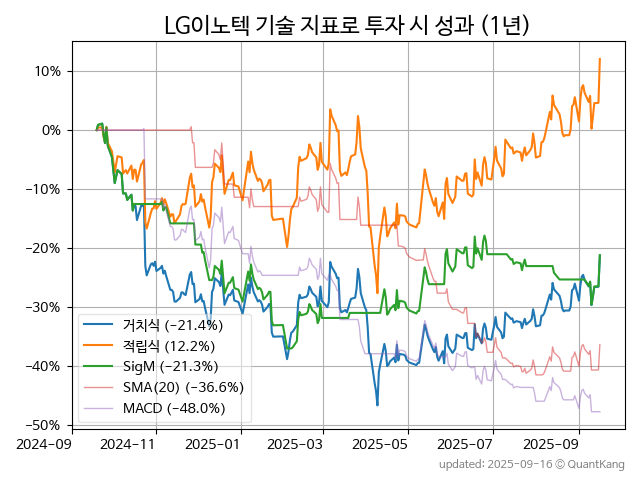 LG이노텍 기술 지표로 투자 시 성과 (1년)
10%
0%
−10%
−20%
−30%
−40%
−50%
거치식 (−21.4%)
적립식 (12.2%)
SigM (−21.3%)
SMA(20) (−36.6%)
MACD (−48.0%)
2024-09 2024-11 2025-01 2025-03 2025-05 2025-07 2025-09
updated: 2025-09-16 © QuantKang